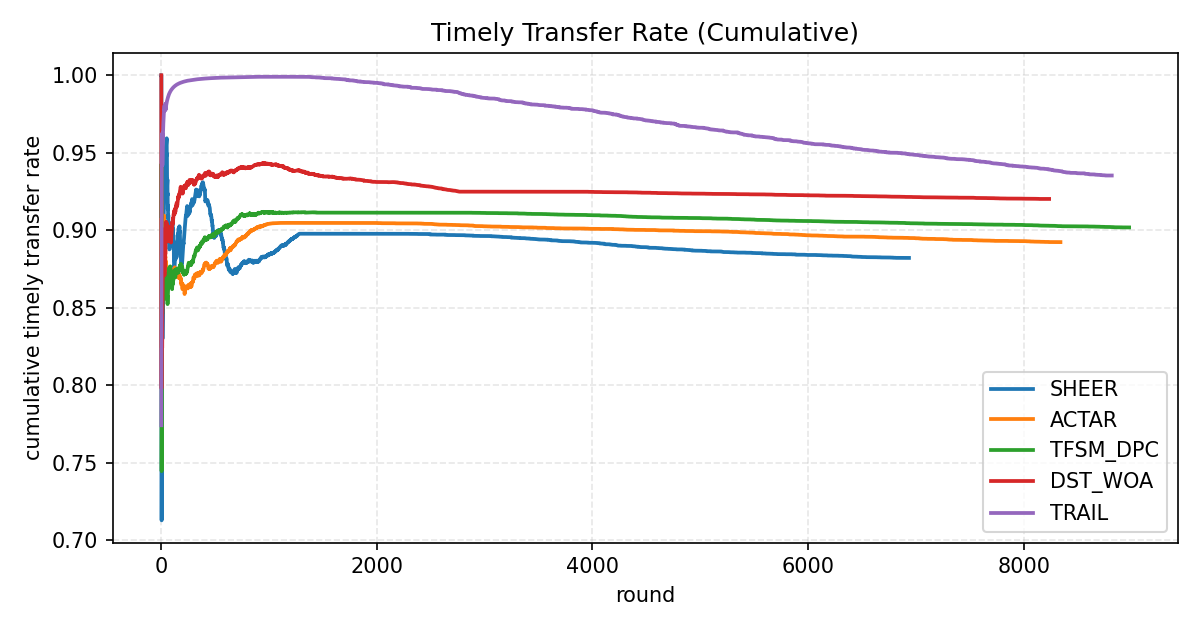 Timely Transfer Rate (Cumulative)
cumulative timely transfer rate
1.00
0.95
0.90
0.85
0.80
0.75
0.70
0
2000
4000
6000
8000
round
SHEER
ACTAR
TFSM_DPC
DST_WOA
TRAIL